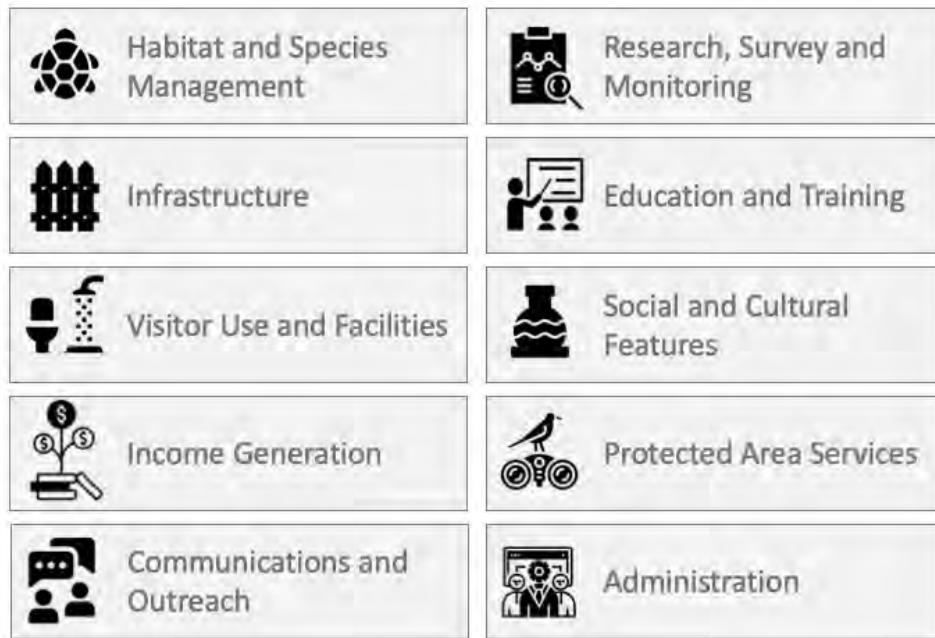 Habitat and Species
Management
Research, Survey and
Monitoring
Infrastructure
Education and Training
Visitor Use and Facilities
Social and Cultural
Features
Income Generation
Protected Area Services
Communications and
Outreach
Administration